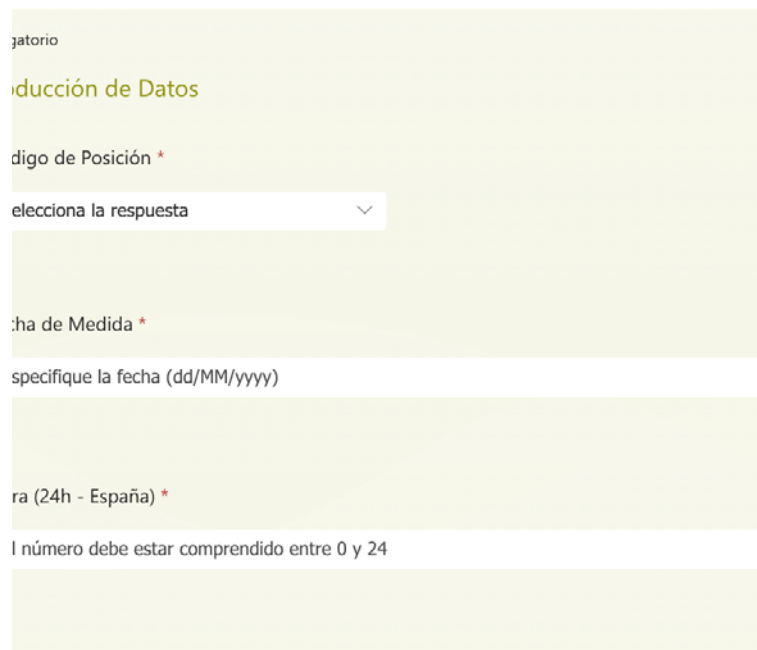 gatorio
oducción de Datos
digo de Posición *
elecciona la respuesta
cha de Medida *
specifique la fecha (dd/MM/yyyy)
ra (24h - España) *
l número debe estar comprendido entre 0 y 24